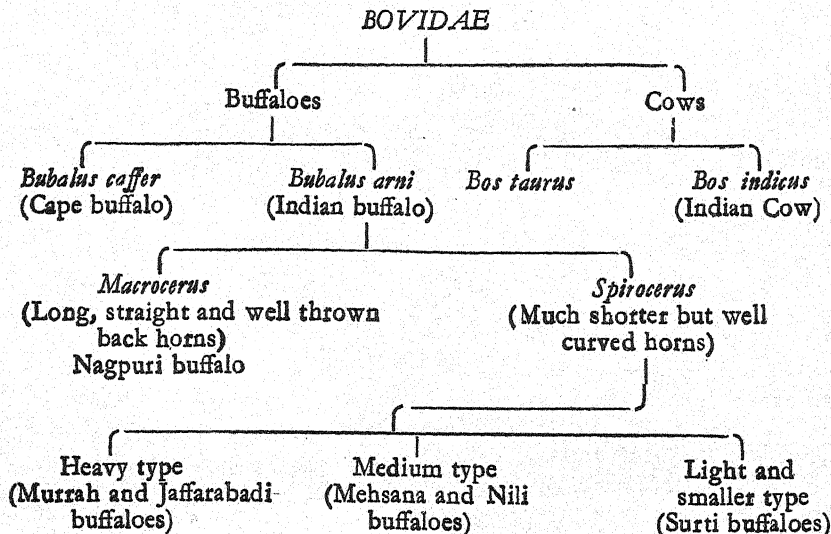 BOVIDAE
Buffaloes
Cows
Bubalus caffer
(Cape buffalo)
Bubalus arni
(Indian buffalo)
Bos taurus
Bos indicus
(Indian Cow)
Macrocerus
(Long, straight and well thrown
back horns)
Nagpuri buffalo
Spirocerus
(Much shorter but well
curved horns)
Heavy type
(Murrah and Jaffarabadi
buffaloes)
Medium type
(Mehsana and Nili
buffaloes)
Light and
smaller type
(Surti buffaloes)